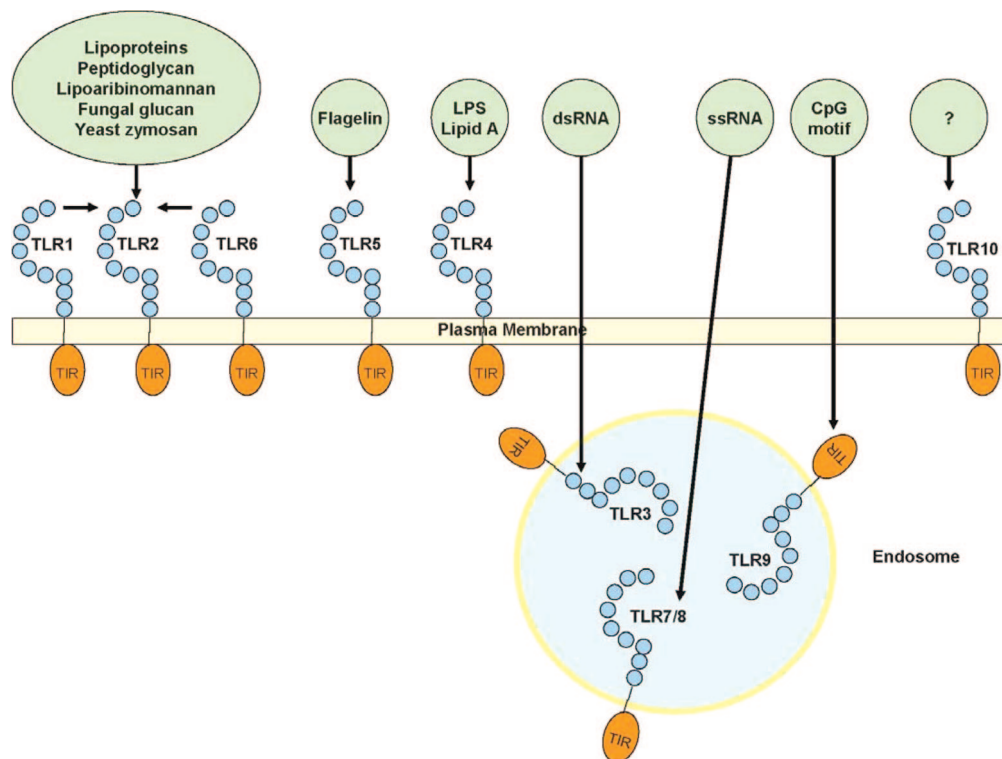 Lipoproteins
Peptidoglycan
Lipoaribinomannan
Fungal glucan
Yeast zymosan
Flagelin
LPS
Lipid A
dsRNA
ssRNA
CpG
motif
?
TLR1
TLR2
TLR6
TLR5
TLR4
TLR10
Plasma Membrane
TIR
TIR
TIR
TIR
TIR
TIR
TIR
TIR
TLR3
TLR9
Endosome
TLR7/8
TIR